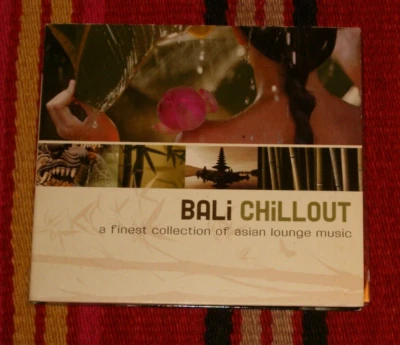 BALi CHiLLOUT
a finest collection of asian lounge music